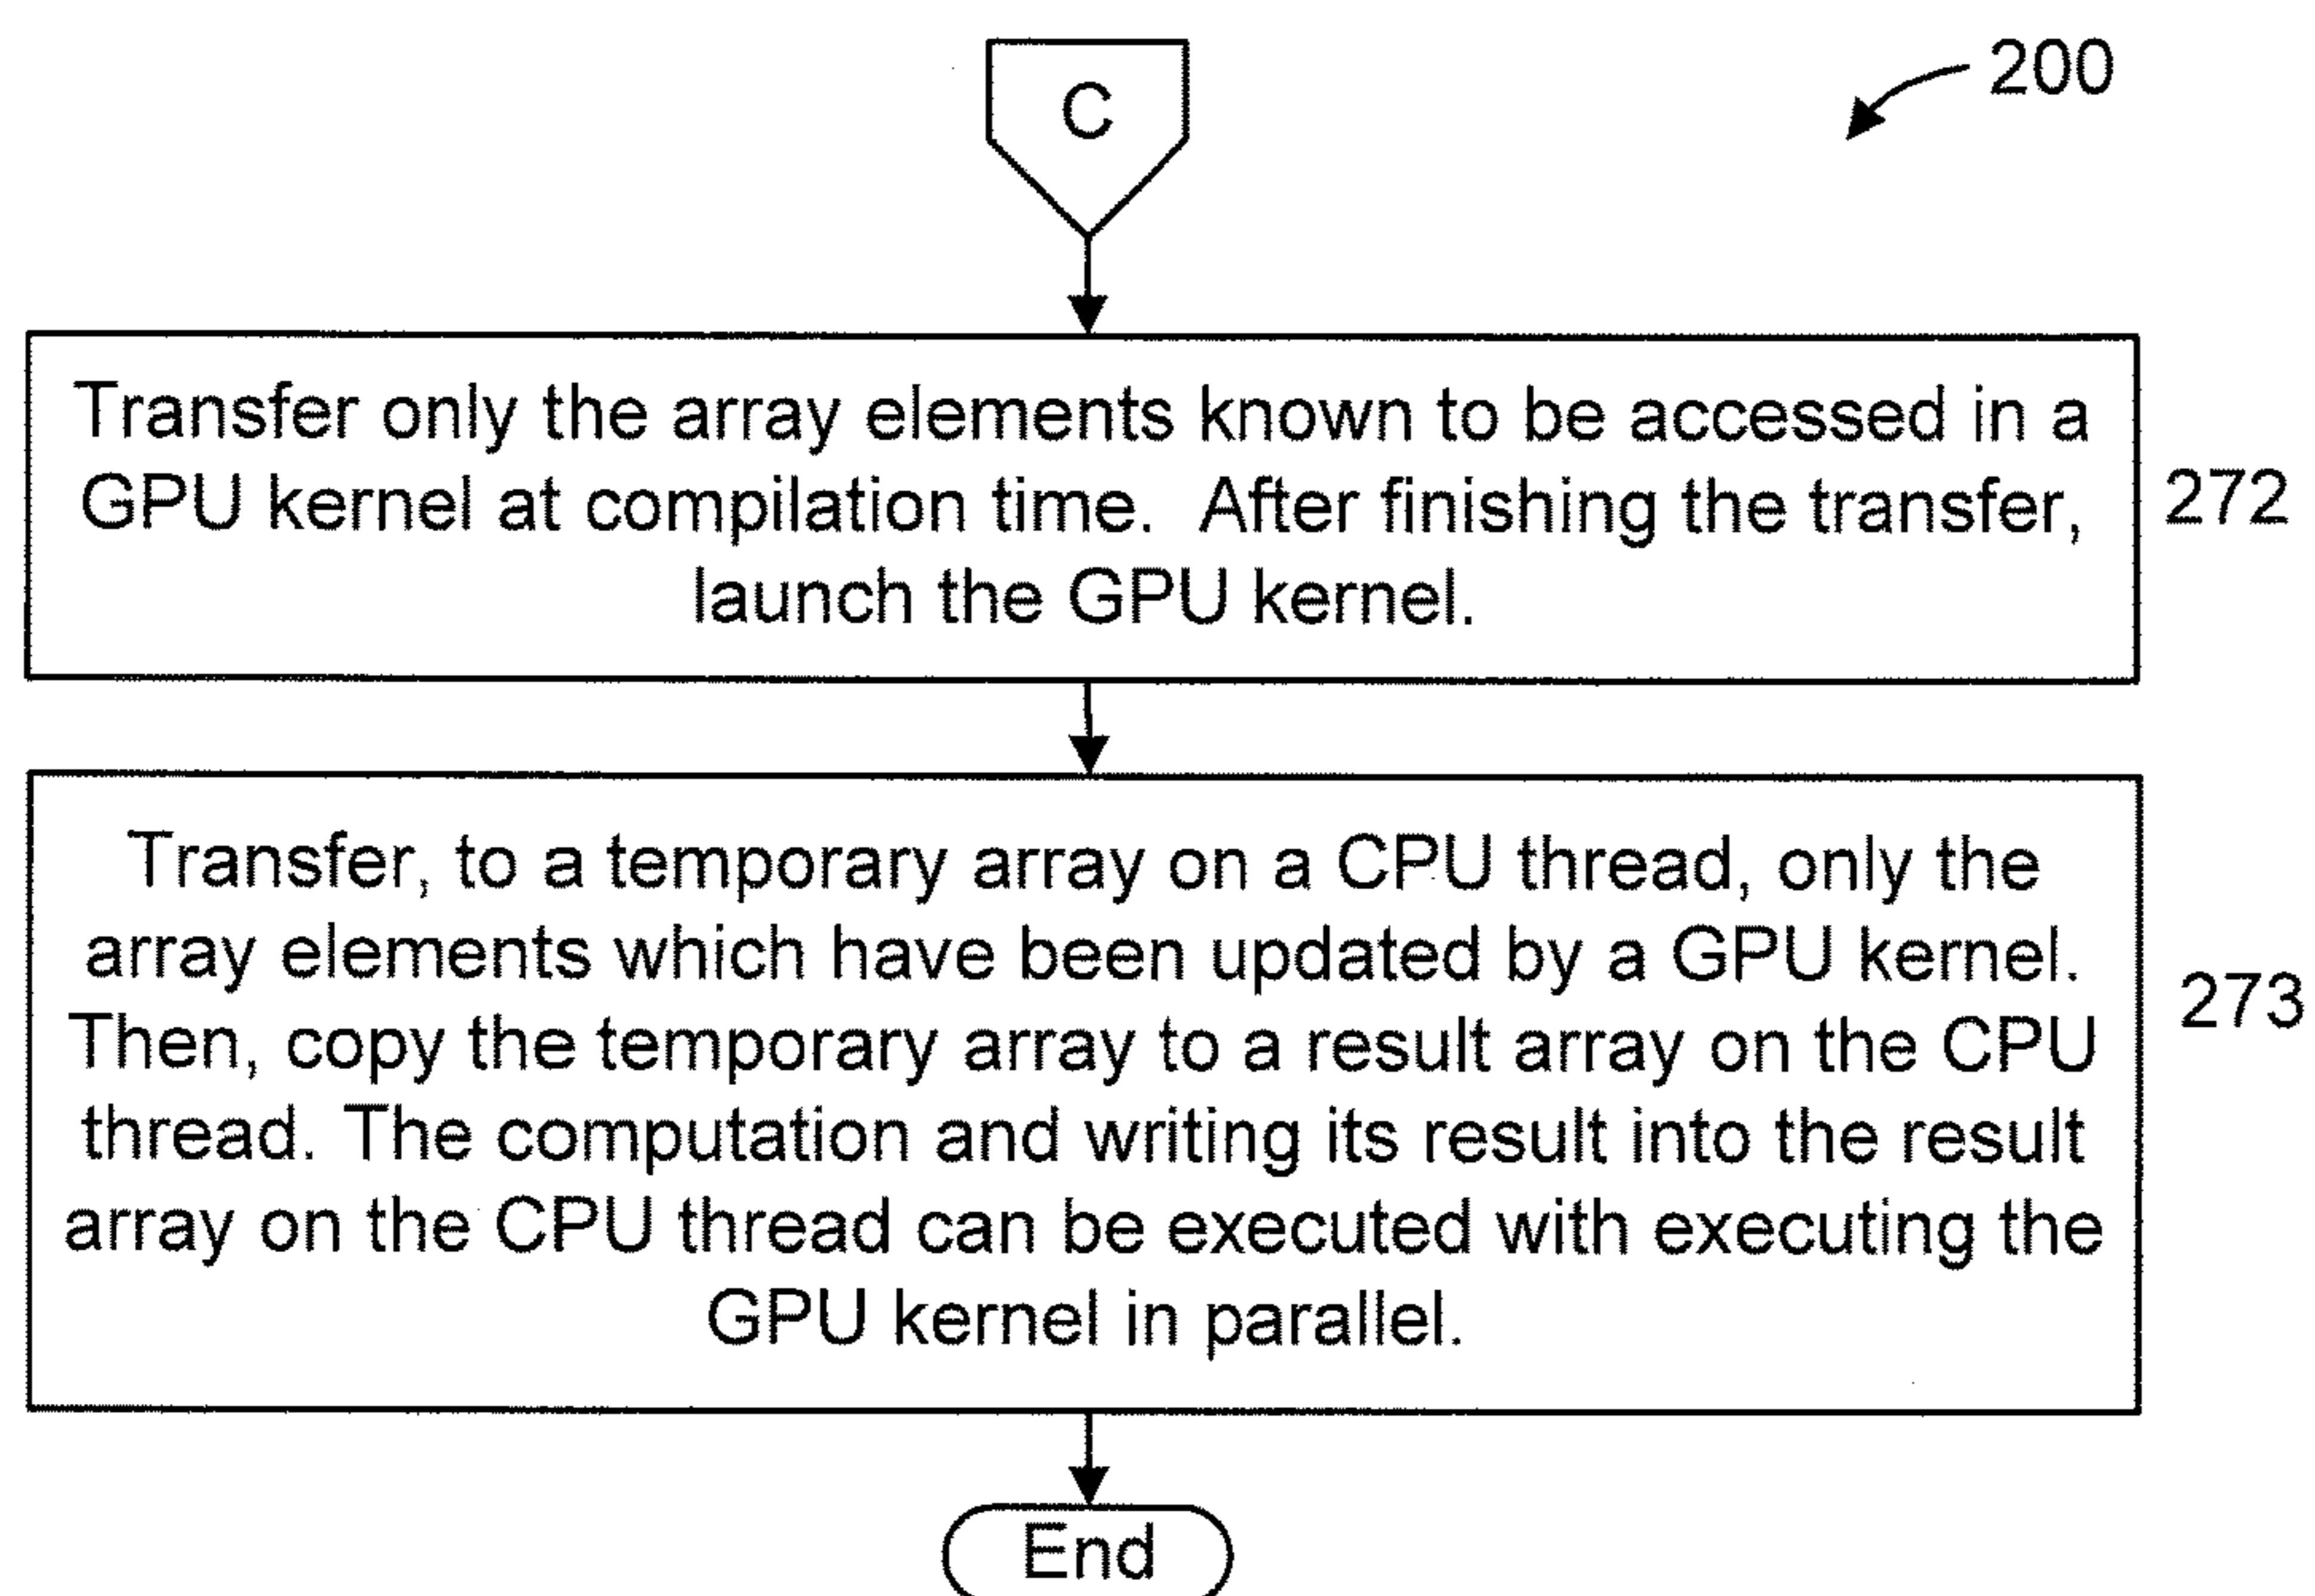 C
200
Transfer only the array elements known to be accessed in a
GPU kernel at compilation time.  After finishing the transfer,
launch the GPU kernel.
272
Transfer, to a temporary array on a CPU thread, only the
array elements which have been updated by a GPU kernel.
Then, copy the temporary array to a result array on the CPU
thread. The computation and writing its result into the result
array on the CPU thread can be executed with executing the
GPU kernel in parallel.
273
End